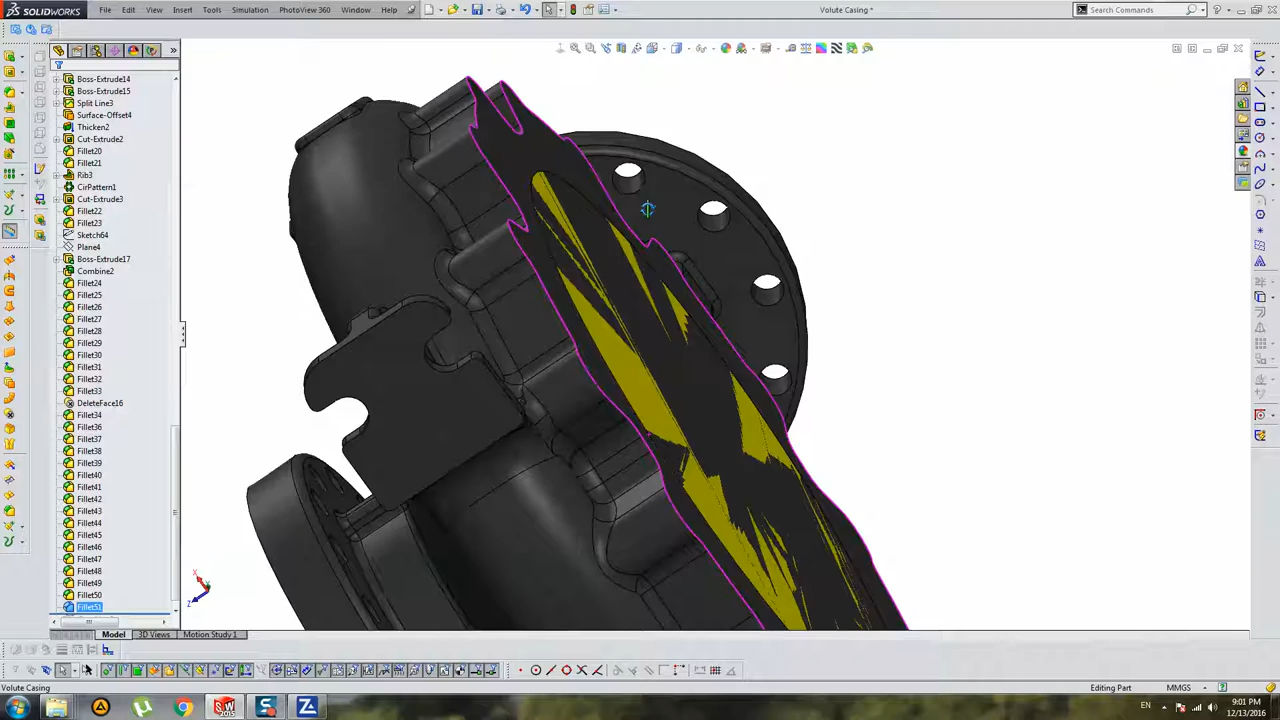 SOLIDWORKS
File Edit View Insert Tools Simulation PhotoView 360 Window Help
Volute Casing *
Search Commands
Boss-Extrude14
Boss-Extrude15
Split Line3
Surface-Offset4
Thicken2
Cut-Extrude2
Fillet20
Fillet21
Rib3
CirPattern1
Cut-Extrude3
Fillet22
Fillet23
Sketch64
Plane4
Boss-Extrude17
Combine2
Fillet24
Fillet25
Fillet26
Fillet27
Fillet28
Fillet29
Fillet30
Fillet31
Fillet32
Fillet33
DeleteFace16
Fillet34
Fillet36
Fillet37
Fillet38
Fillet39
Fillet40
Fillet41
Fillet42
Fillet43
Fillet44
Fillet45
Fillet46
Fillet47
Fillet48
Fillet49
Fillet50
Fillet51
X
Z
Model 3D Views Motion Study 1
Volute Casing
Editing Part MMGS
EN 9:01 PM
12/13/2016